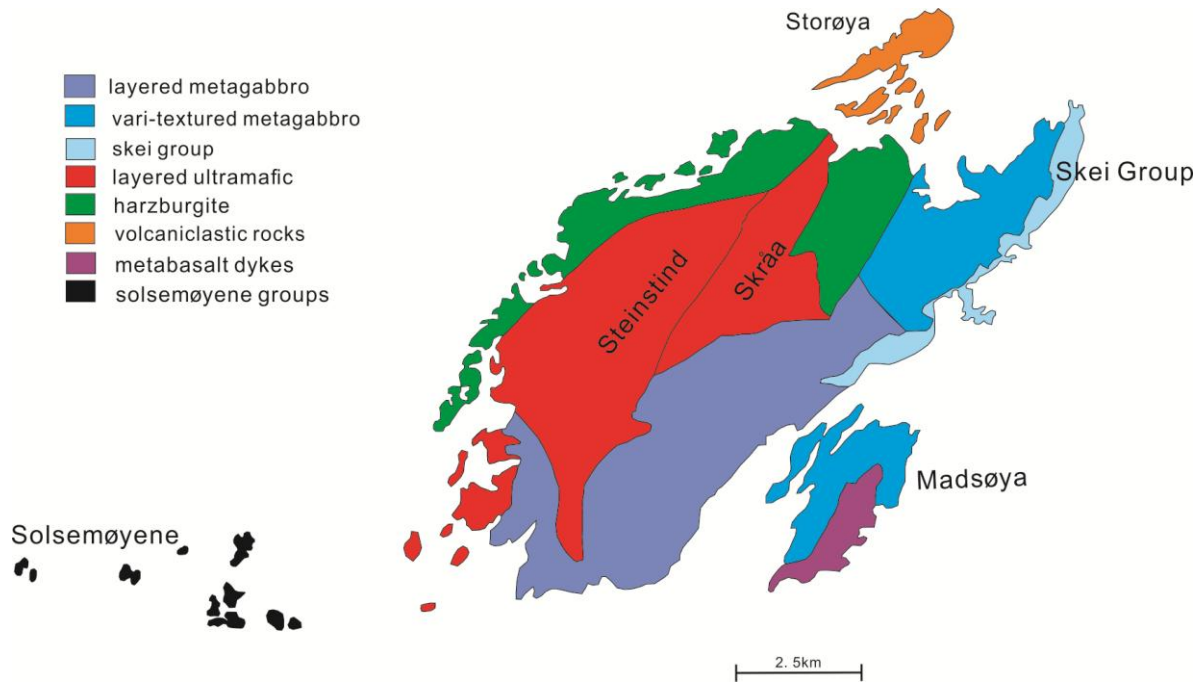 Storøya
layered metagabbro
vari-textured metagabbro
skei group
layered ultramafic
harzburgite
volcaniclastic rocks
metabasalt dykes
solsemøyene groups
Skei Group
Steinstind
Skråa
Madsøya
Solsemøyene
2. 5km